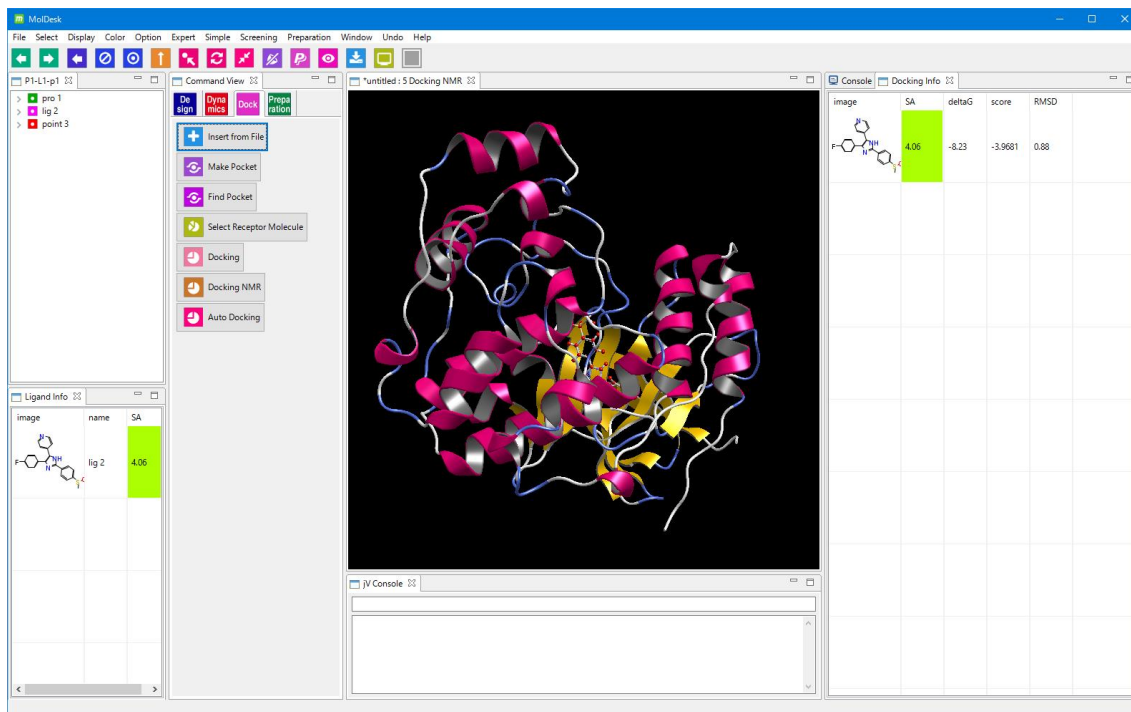 MolDesk
File Select Display Color Option Expert Simple Screening Preparation Window Undo Help
P1-L1-p1
pro 1
lig 2
point 3
Command View
De sign
Dyna mics
Dock
Prepa ration
Insert from File
Make Pocket
Find Pocket
Select Receptor Molecule
Docking
Docking NMR
Auto Docking
*untitled : 5 Docking NMR
Console
Docking Info
image SA deltaG score RMSD
F N NH N
4.06 -8.23 -3.9681 0.88
Ligand Info
image name SA
F N NH N
lig 2 4.06
jV Console